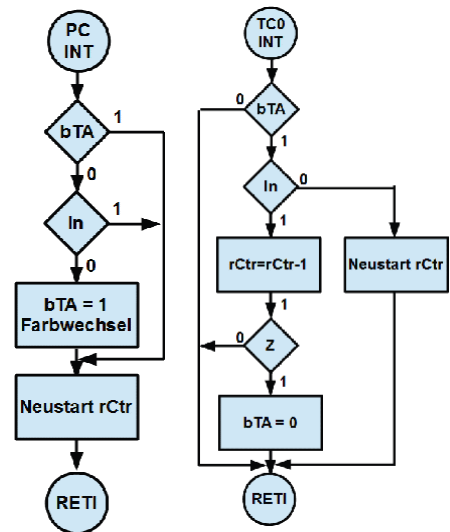 PC
INT
bTA
1
0
In
1
0
bTA = 1
Farbwechsel
Neustart rCtr
RETI
TC0
INT
0
bTA
1
In
0
1
rCtr=rCtr-1
Neustart rCtr
1
0
Z
1
bTA = 0
RETI